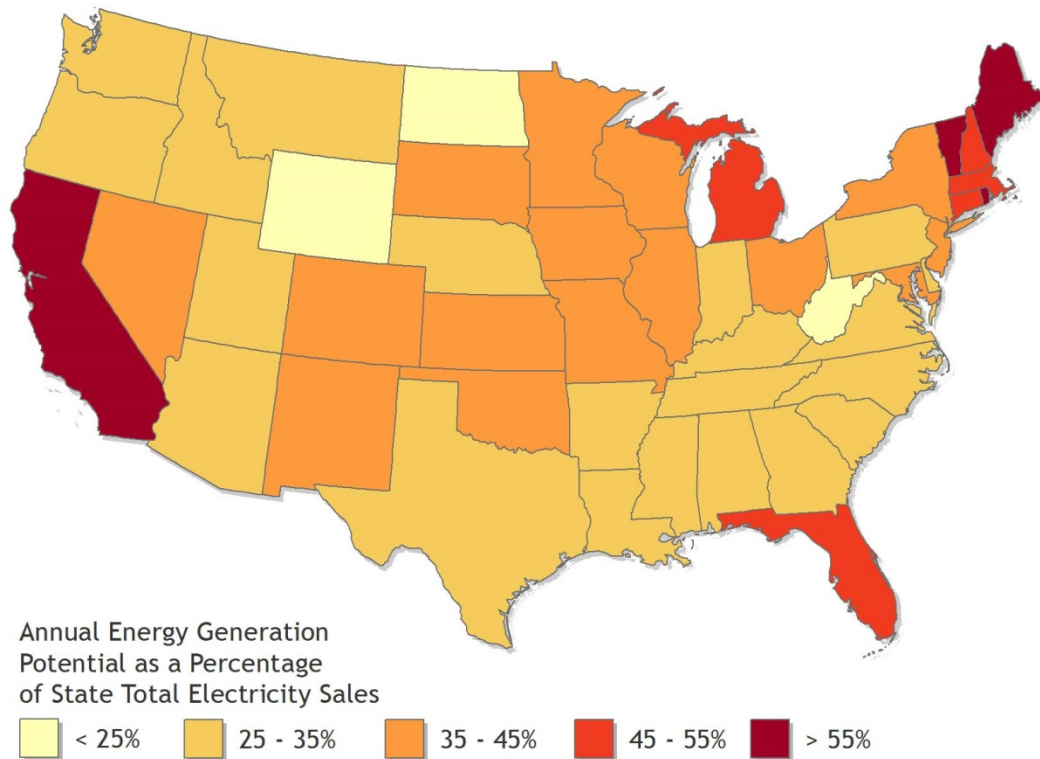 Annual Energy Generation
Potential as a Percentage
of State Total Electricity Sales
< 25% 25 - 35% 35 - 45% 45 - 55% > 55%